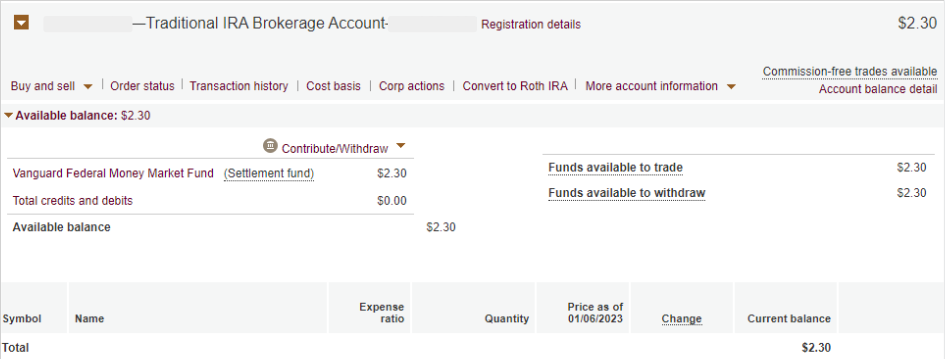 —Traditional IRA Brokerage Account- Registration details $2.30
Commission-free trades available
Buy and sell Order status Transaction history Cost basis Corp actions Convert to Roth IRA More account information Account balance detail
Available balance: $2.30
Contribute/Withdraw
Vanguard Federal Money Market Fund (Settlement fund) $2.30
Total credits and debits $0.00
Available balance $2.30
Funds available to trade $2.30
Funds available to withdraw $2.30
Symbol Name Expense ratio Quantity Price as of 01/06/2023 Change Current balance
Total $2.30